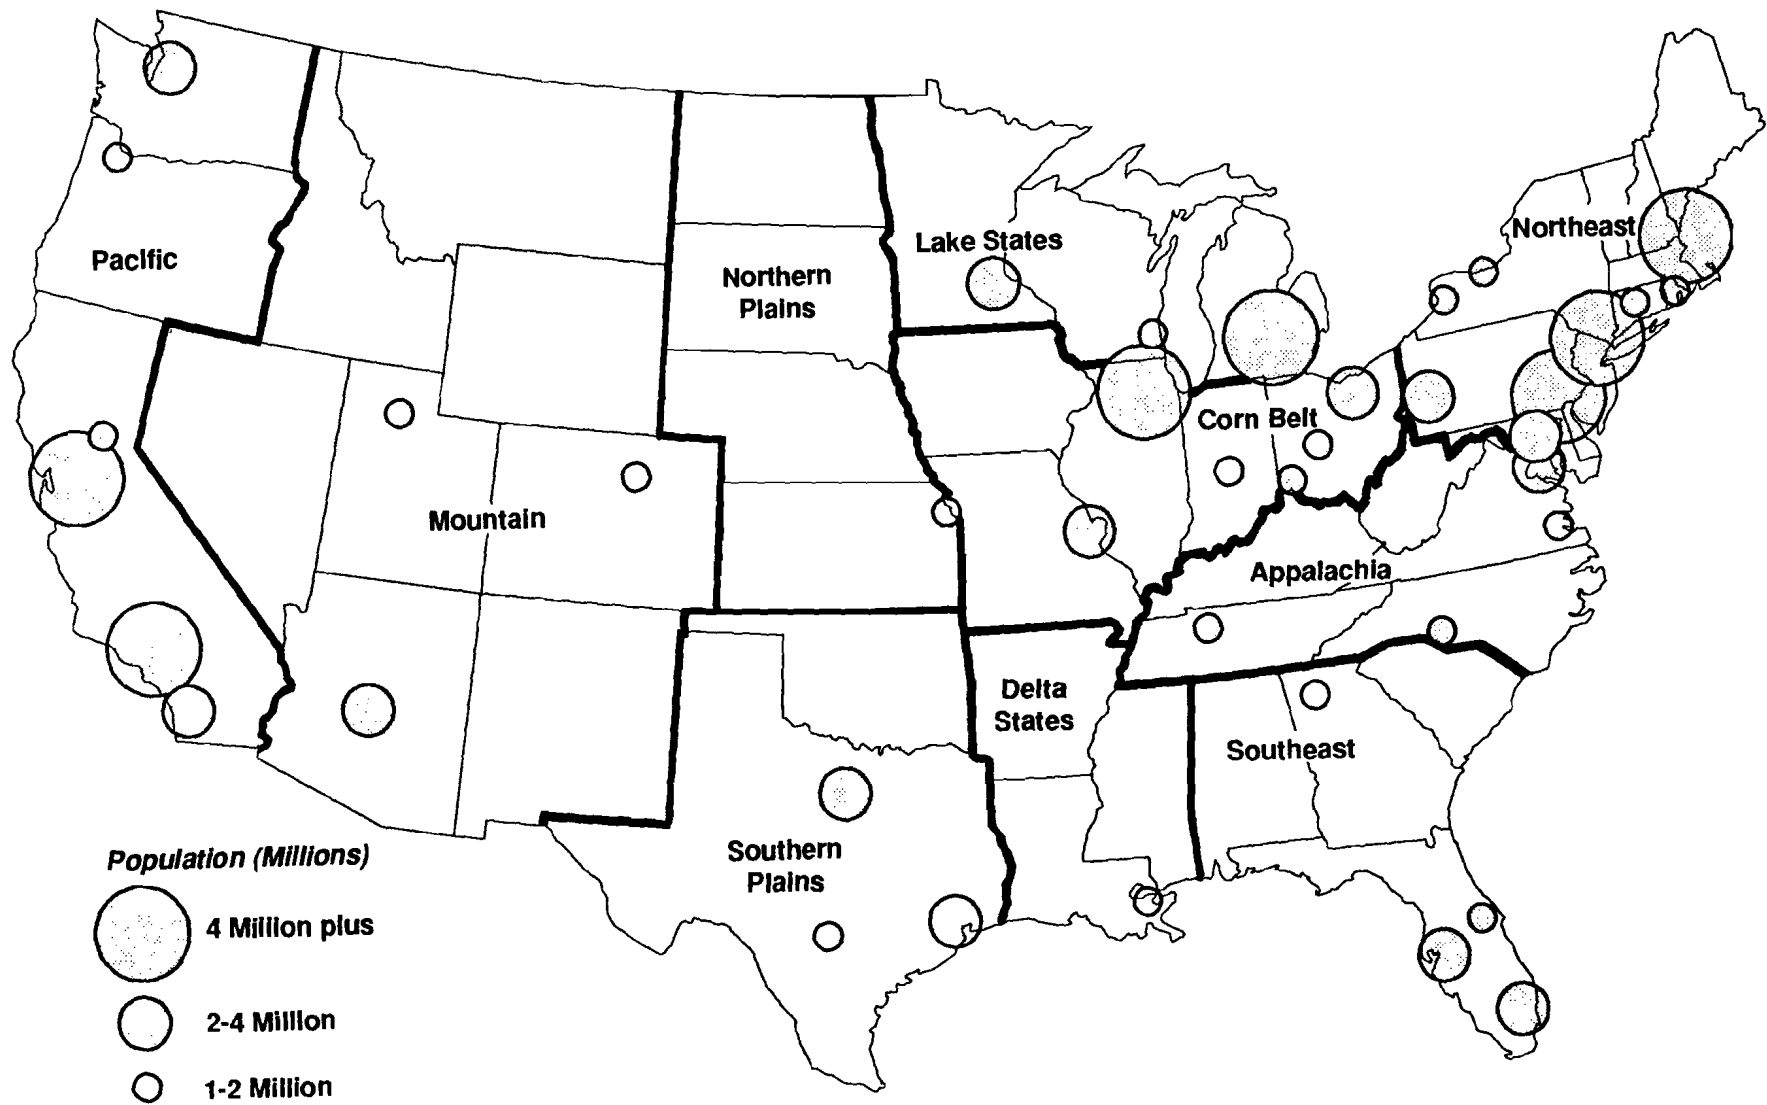 Northeast
Lake States
Pacific
Northern
Plains
Corn Belt
Mountain
Appalachia
Delta
States
Southeast
Southern
Plains
Population (Millions)
4 Million plus
2-4 Million
1-2 Million